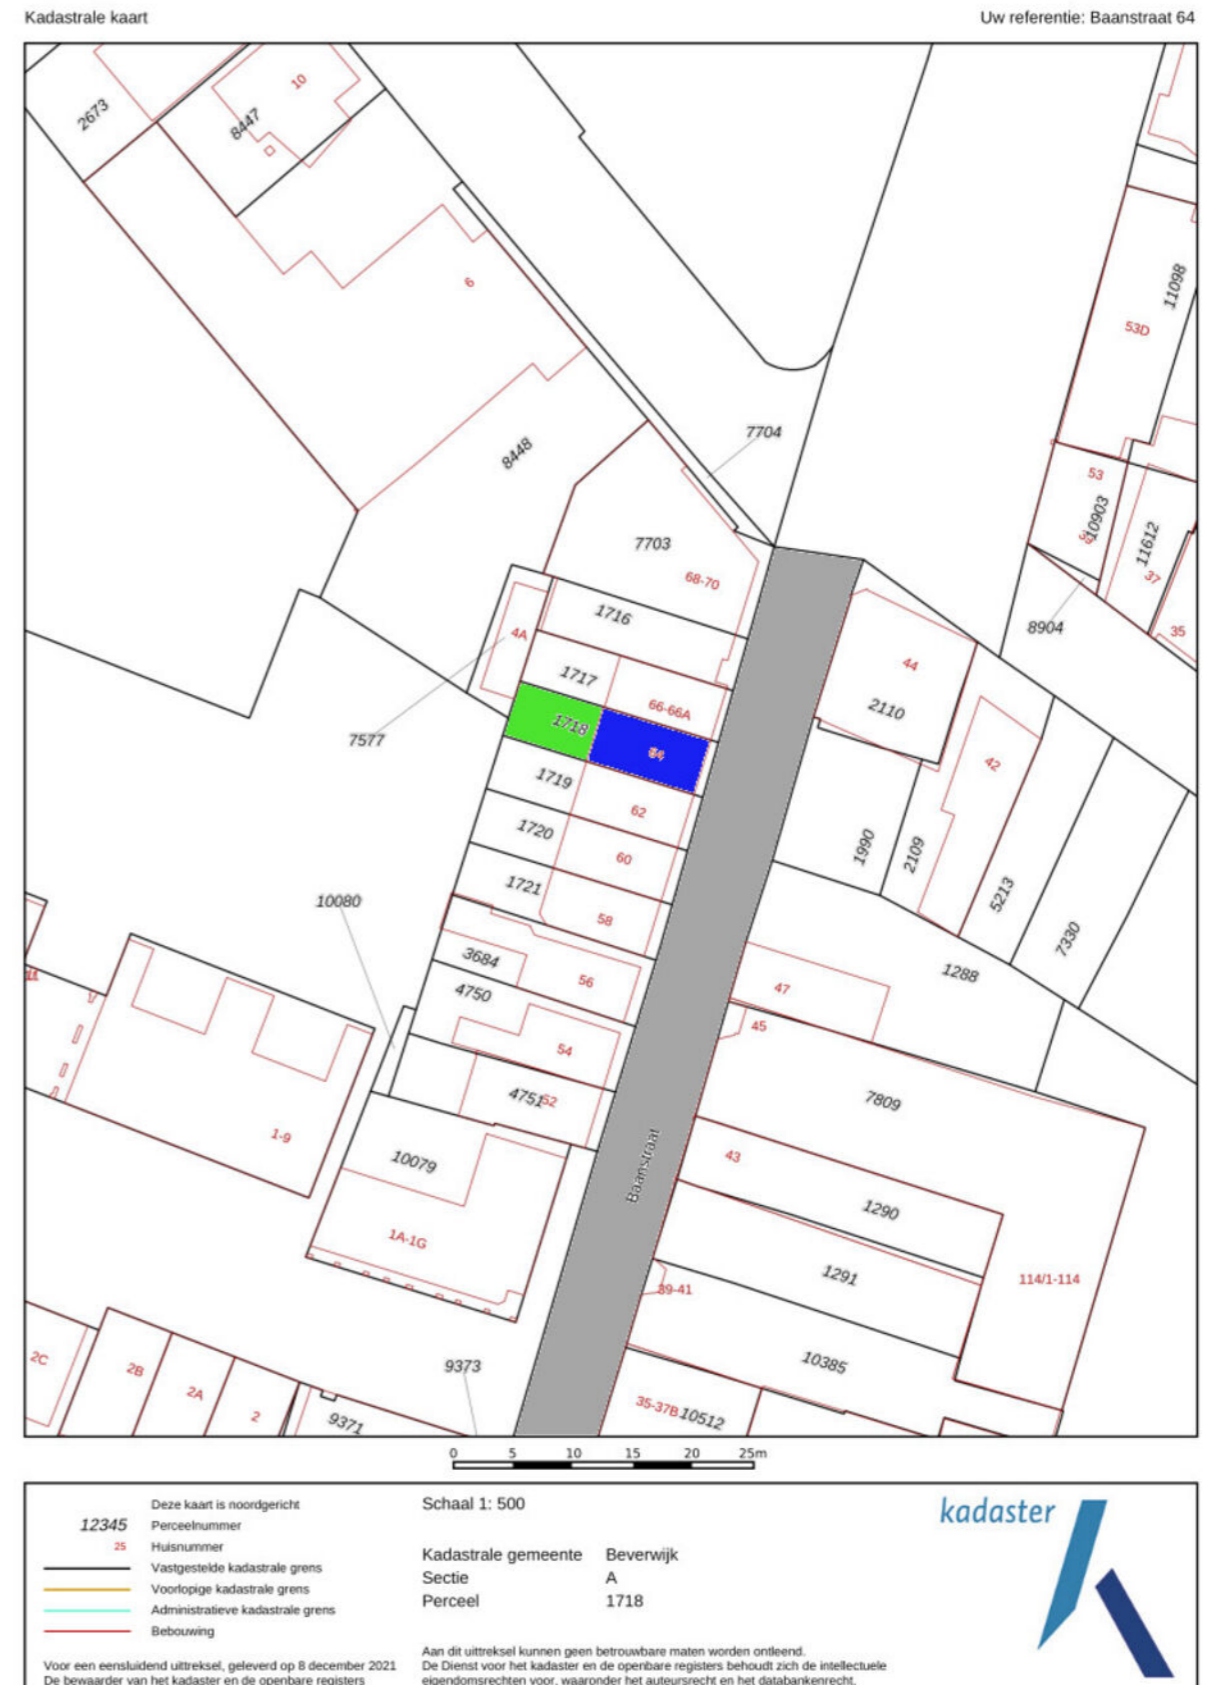 Kadastrale kaart
Uw referentie: Baanstraat 64
2673
8447
10
6
11098
53D
7704
8448
53
10903
11612
7703
68-70
37
1716
8904
35
4A
44
1717
66-66A
2110
1718
64
7577
42
1719
62
1720
60
1990
2109
1721
5213
10080
58
7330
3684
1288
56
4750
47
45
54
4751
52
7809
1-9
Baanstraat
43
10079
1290
1A-1G
1291
114/1-114
39-41
2C
2B
9373
10385
2A
35-37B
10512
2
9371
0 5 10 15 20 25m
Deze kaart is noordgericht
12345 Perceelnummer
25 Huisnummer
Vastgestelde kadastrale grens
Voorlopige kadastrale grens
Administratieve kadastrale grens
Bebouwing
Voor een eensluidend uittreksel, geleverd op 8 december 2021
De bewaarder van het kadaster en de openbare registers
Schaal 1: 500
Kadastrale gemeente Beverwijk
Sectie A
Perceel 1718
Aan dit uittreksel kunnen geen betrouwbare maten worden ontleend.
De Dienst voor het kadaster en de openbare registers behoudt zich de intellectuele
eigendomsrechten voor, waaronder het auteursrecht en het databankenrecht.
kadaster